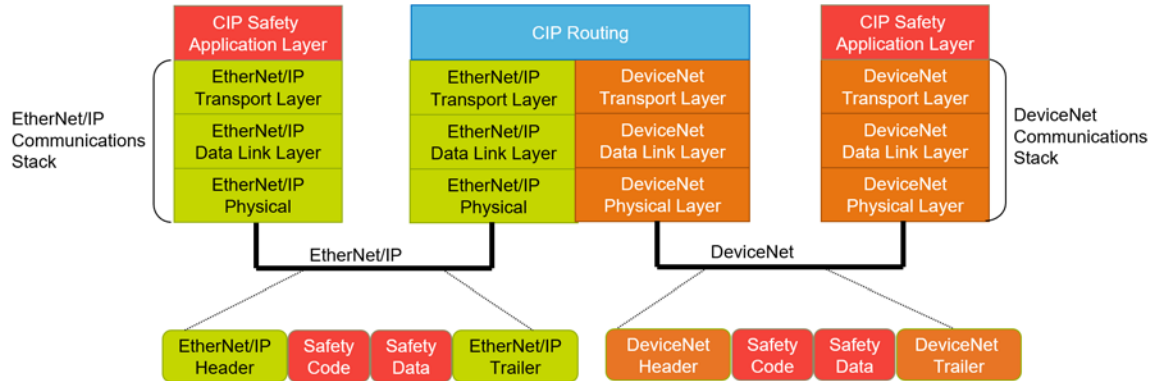 CIP Safety
Application Layer
CIP Routing
CIP Safety
Application Layer
EtherNet/IP
Communications
Stack
EtherNet/IP
Transport Layer
EtherNet/IP
Data Link Layer
EtherNet/IP
Physical
EtherNet/IP
Transport Layer
EtherNet/IP
Data Link Layer
EtherNet/IP
Physical
DeviceNet
Transport Layer
DeviceNet
Data Link Layer
DeviceNet
Physical Layer
DeviceNet
Transport Layer
DeviceNet
Data Link Layer
DeviceNet
Physical Layer
DeviceNet
Communications
Stack
EtherNet/IP
DeviceNet
EtherNet/IP
Header
Safety
Code
Safety
Data
EtherNet/IP
Trailer
DeviceNet
Header
Safety
Code
Safety
Data
DeviceNet
Trailer